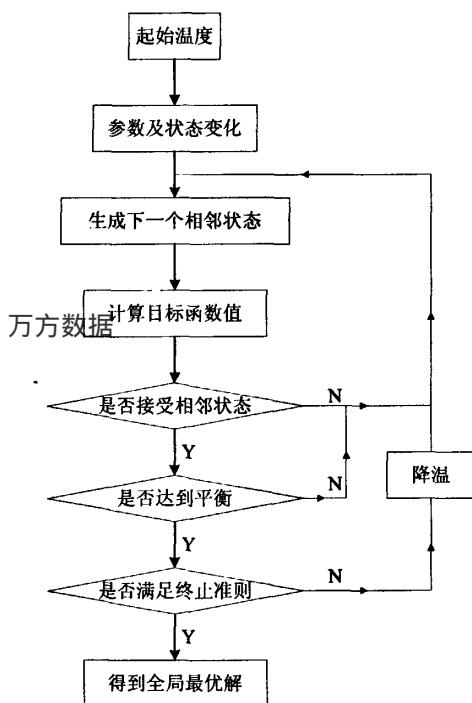 起始温度
参数及状态变化
生成下一个相邻状态
计算目标函数值
万方数据
是否接受相邻状态
N
Y
是否达到平衡
N
降温
Y
是否满足终止准则
N
Y
得到全局最优解